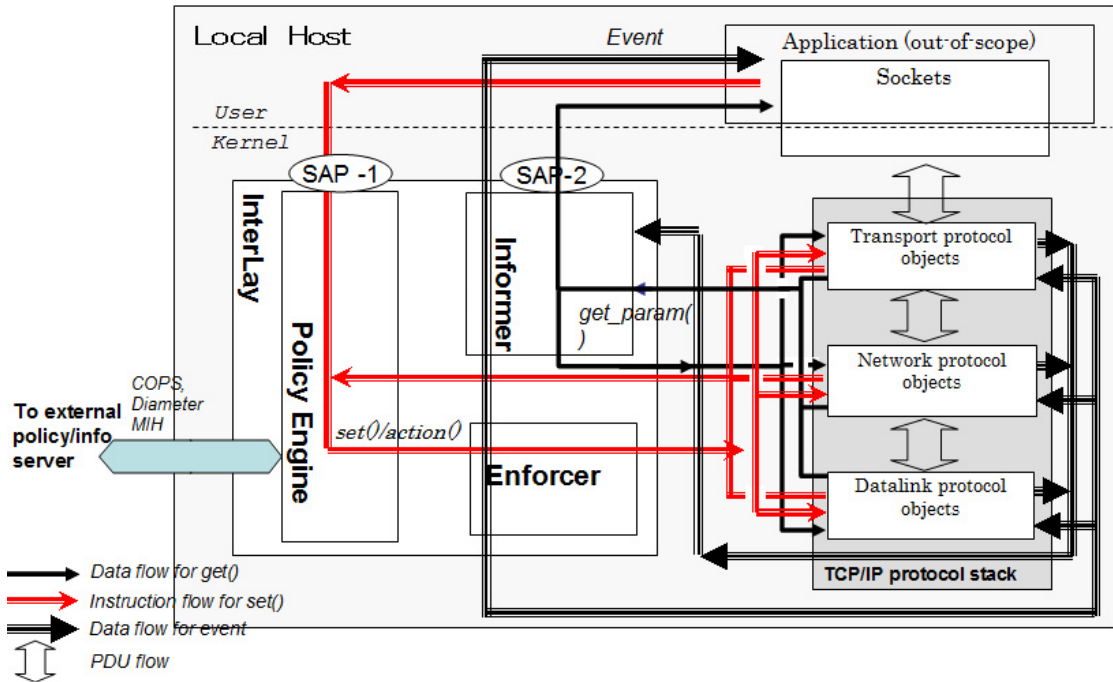 Local Host
Event
Application (out-of-scope)
Sockets
User
Kernel
SAP -1
SAP-2
InterLay
Policy Engine
Informer
Enforcer
get_param(
)
set()/action()
Transport protocol
objects
Network protocol
objects
Datalink protocol
objects
TCP/IP protocol stack
COPS,
Diameter
MIH
To external
policy/info
server
Data flow for get()
Instruction flow for set()
Data flow for event
PDU flow